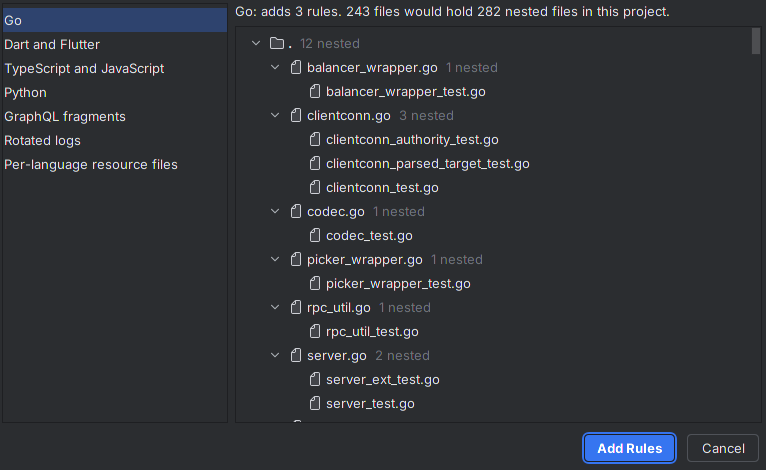 Go
Dart and Flutter
TypeScript and JavaScript
Python
GraphQL fragments
Rotated logs
Per-language resource files
Go: adds 3 rules. 243 files would hold 282 nested files in this project.
. 12 nested
balancer_wrapper.go 1 nested
balancer_wrapper_test.go
clientconn.go 3 nested
clientconn_authority_test.go
clientconn_parsed_target_test.go
clientconn_test.go
codec.go 1 nested
codec_test.go
picker_wrapper.go 1 nested
picker_wrapper_test.go
rpc_util.go 1 nested
rpc_util_test.go
server.go 2 nested
server_ext_test.go
server_test.go
Add Rules
Cancel